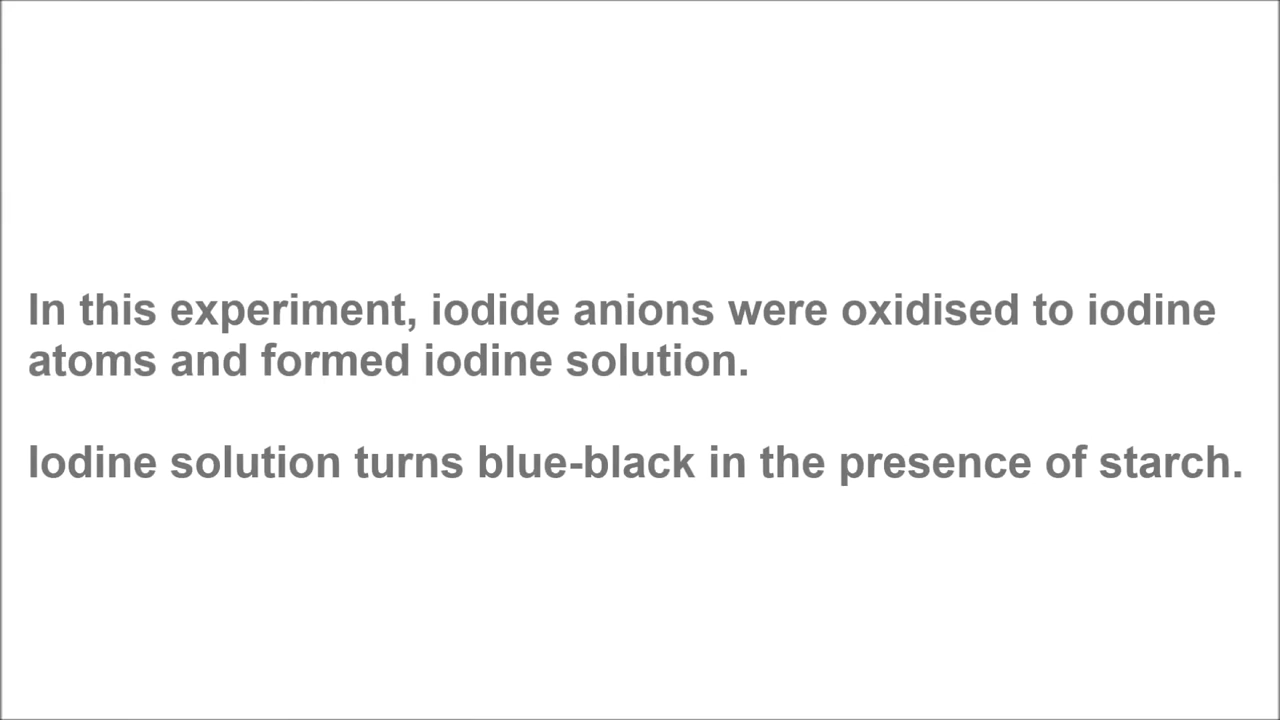 In this experiment, iodide anions were oxidised to iodine
atoms and formed iodine solution.
Iodine solution turns blue-black in the presence of starch.